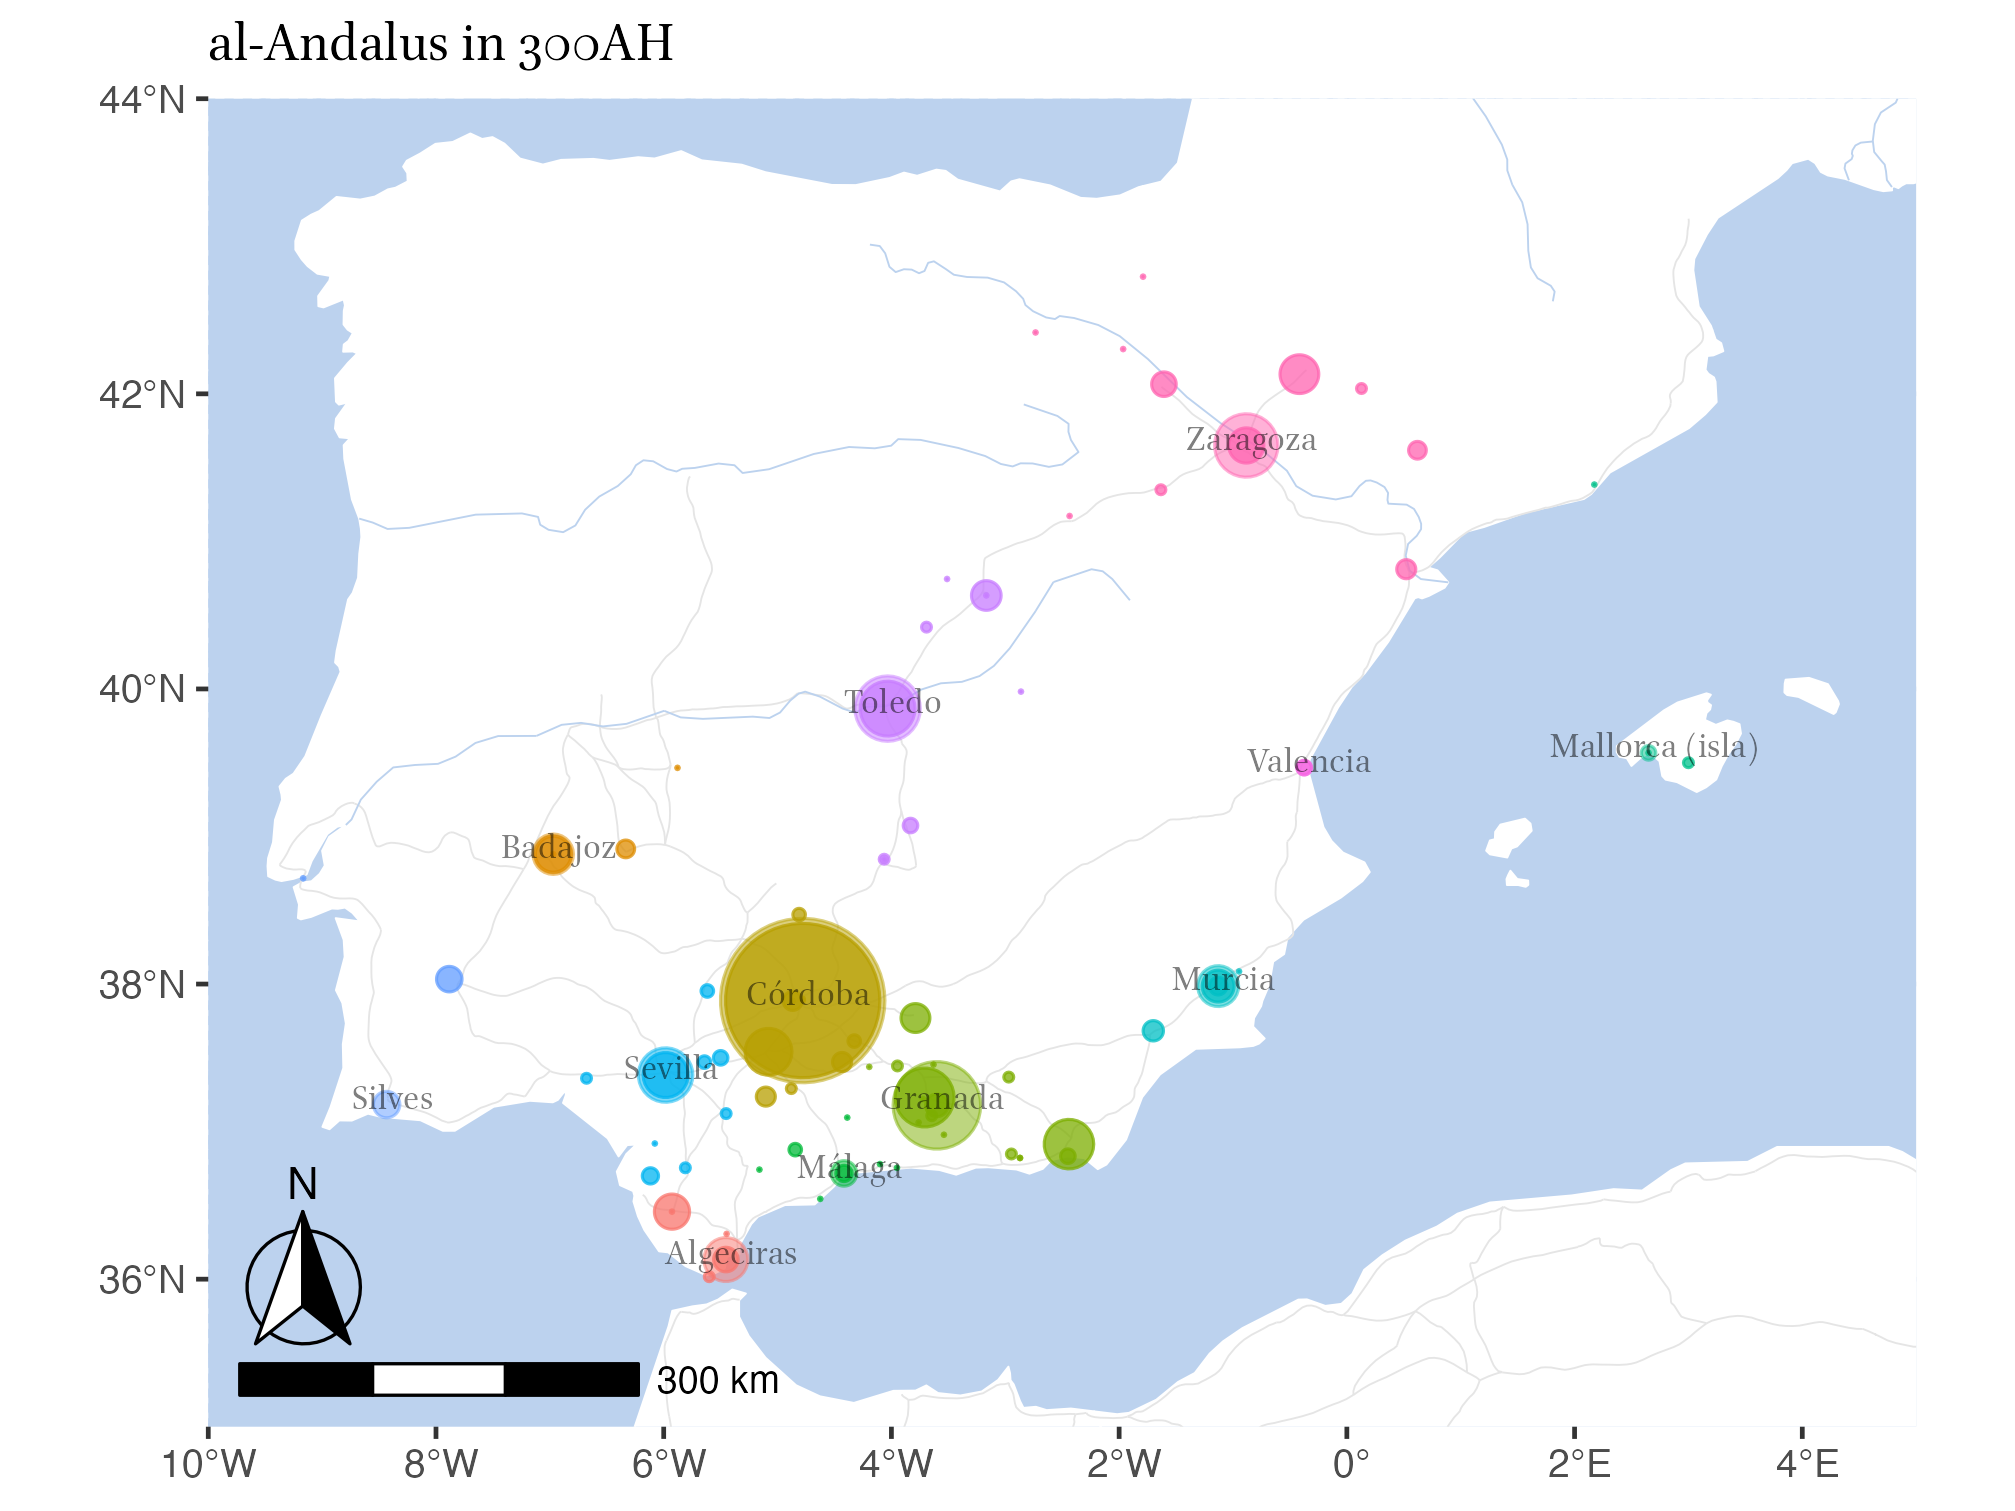 al-Andalus in 300AH
44°N
42°N
Zaragoza
40°N
Toledo
Mallorca (isla)
Valencia
Badajoz
38°N
Murcia
Córdoba
Sevilla
Silves
Granada
Málaga
N
Algeciras
36°N
300 km
10°W 8°W 6°W 4°W 2°W 0° 2°E 4°E